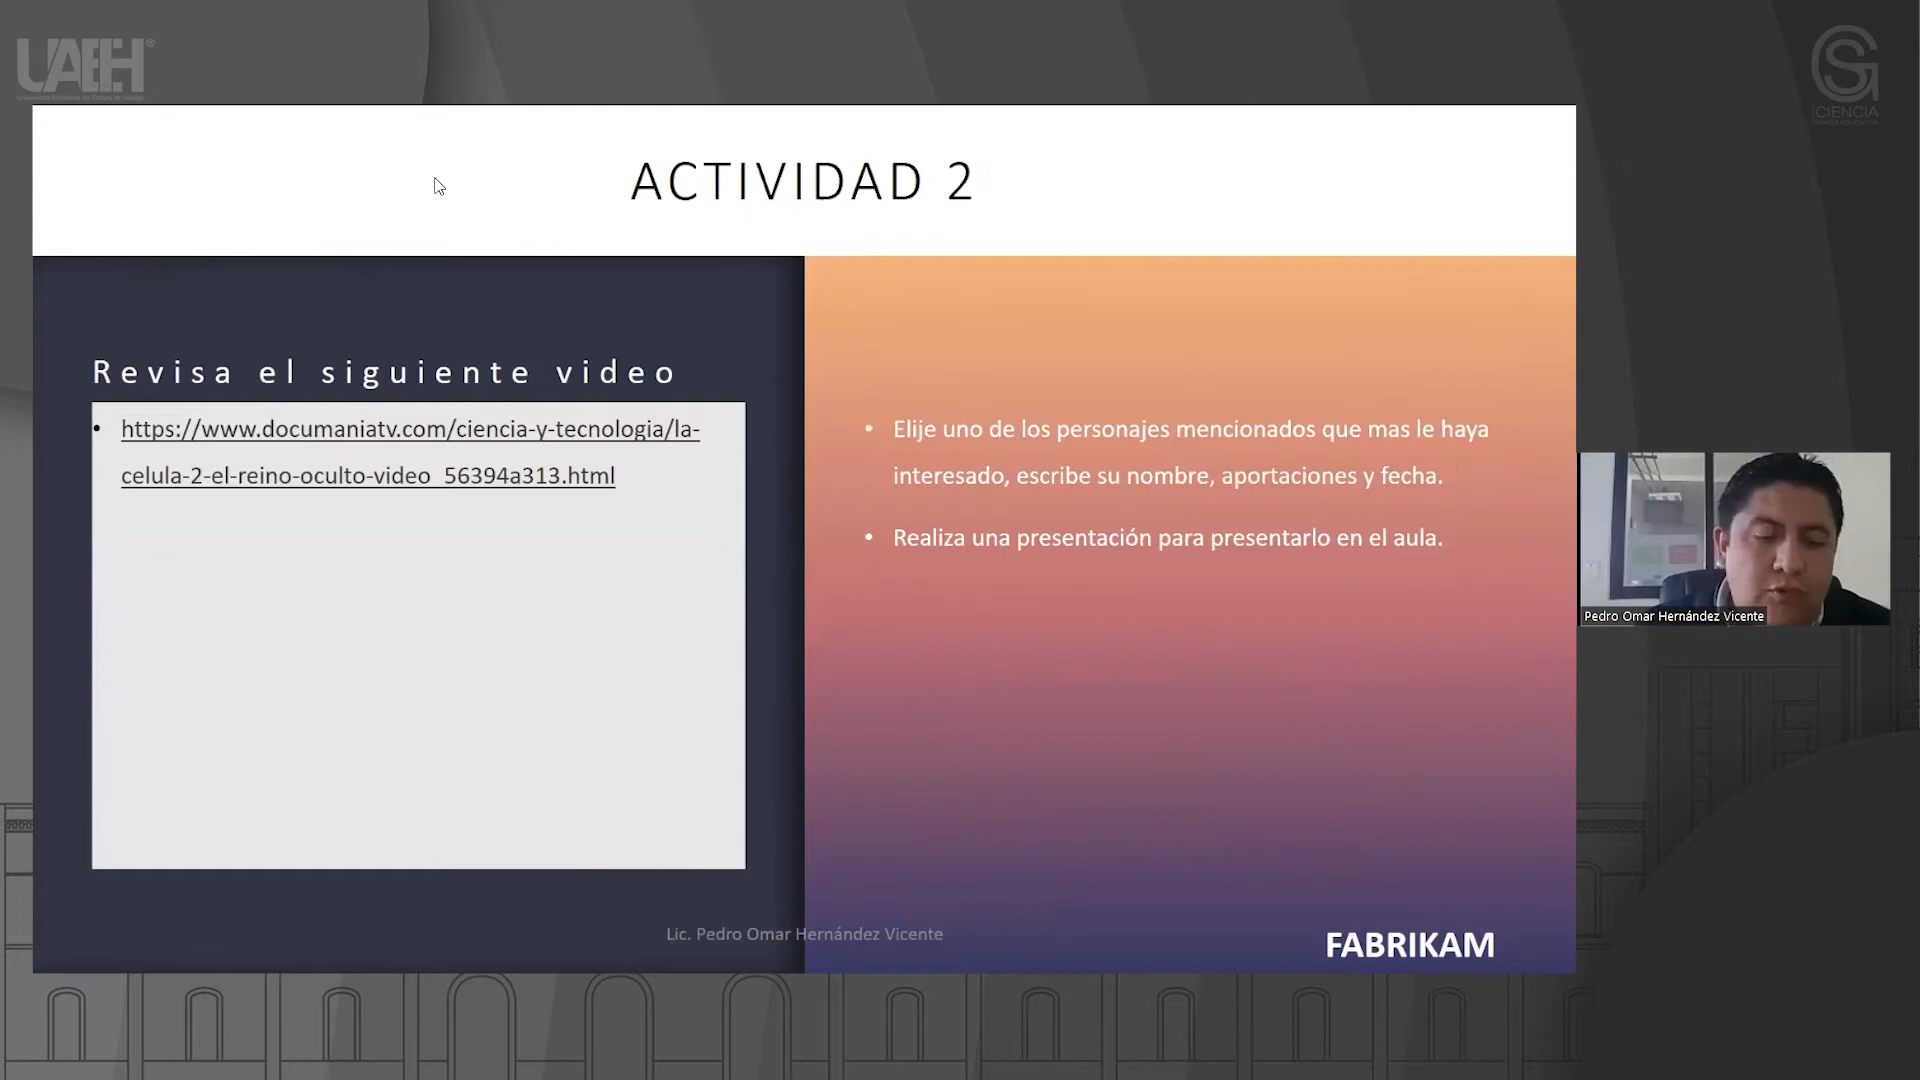 UAEH
CIENCIA
ACTIVIDAD 2
Revisa el siguiente video
• https://www.documaniatv.com/ciencia-y-tecnologia/la-
celula-2-el-reino-oculto-video_56394a313.html
• Elije uno de los personajes mencionados que mas le haya
interesado, escribe su nombre, aportaciones y fecha.
• Realiza una presentación para presentarlo en el aula.
Pedro Omar Hernández Vicente
Lic. Pedro Omar Hernández Vicente
FABRIKAM